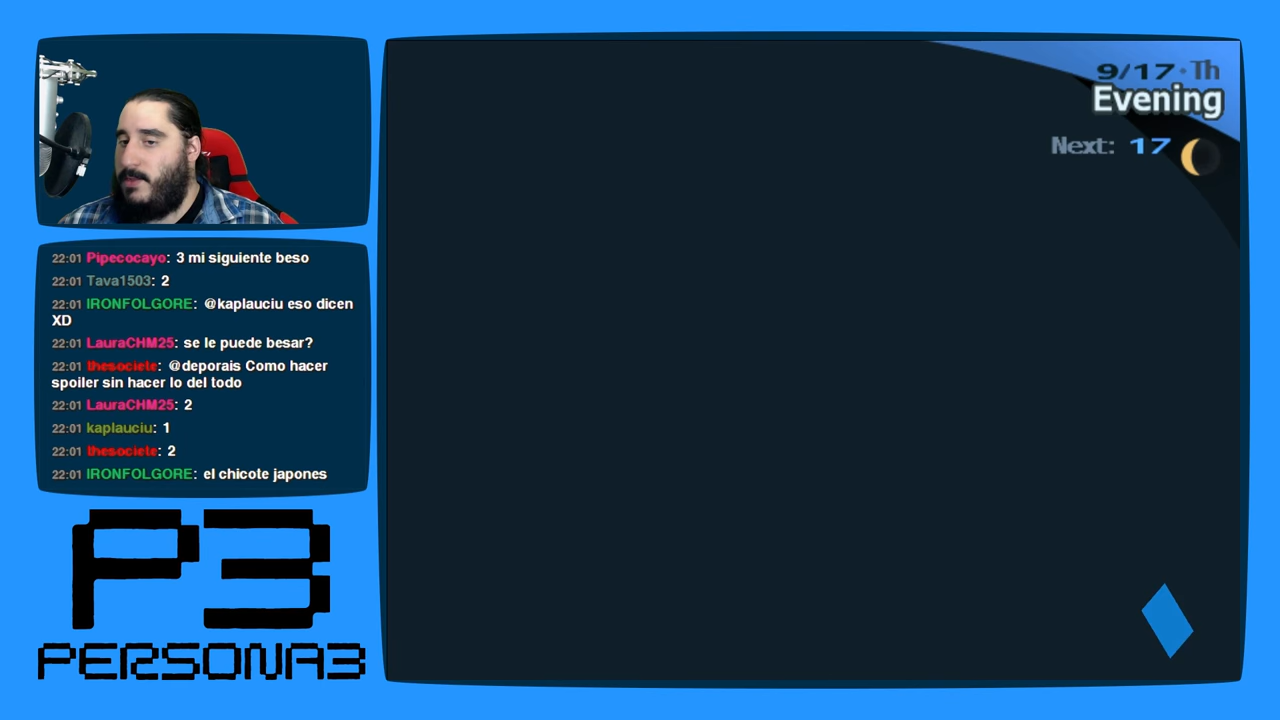 9/17・Th
Evening
Next: 17
22:01 Pipecocayo: 3 mi siguiente beso
22:01 Tava1503: 2
22:01 IRONFOLGORE: @kaplauciu eso dicen
XD
22:01 LauraCHM25: se le puede besar?
22:01 thesociete: @deporais Como hacer
spoiler sin hacer lo del todo
22:01 LauraCHM25: 2
22:01 kaplauciu: 1
22:01 thesociete: 2
22:01 IRONFOLGORE: el chicote japones
P3
PERSONA3